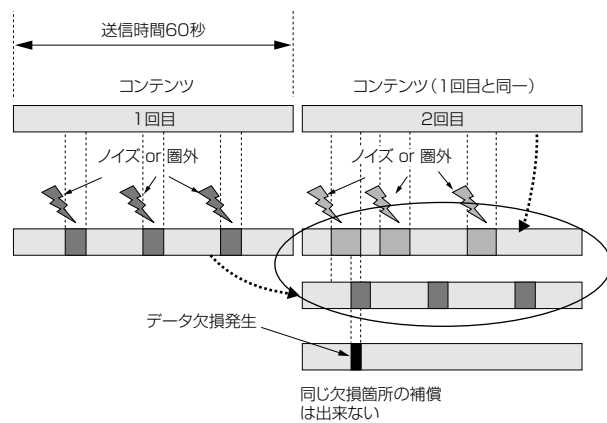 送信時間60秒
コンテンツ
コンテンツ(1回目と同一)
1回目
2回目
ノイズ or 圏外
ノイズ or 圏外
データ欠損発生
同じ欠損箇所の補償
は出来ない